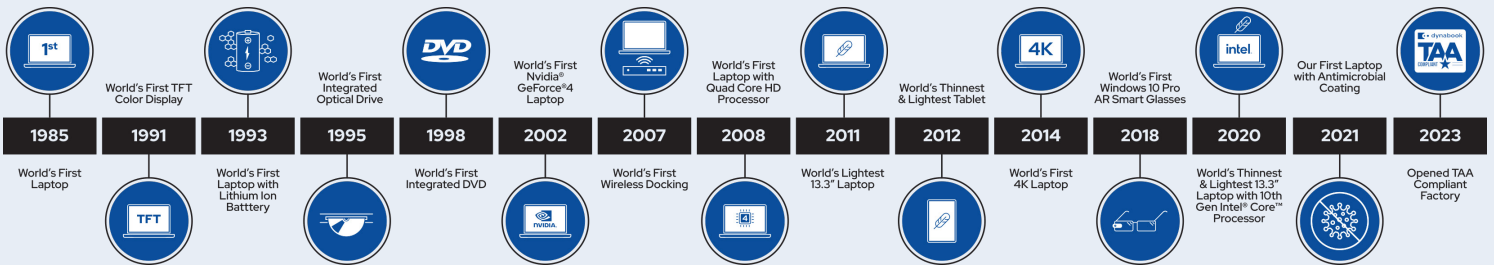 1st
1985
World's First
Laptop
World's First TFT
Color Display
1991
TFT
1993
World's First
Laptop with
Lithium Ion
Batttery
World's First
Integrated
Optical Drive
1995
DVD
1998
World's First
Integrated DVD
World's First
Nvidia®
GeForce®4
Laptop
2002
NVIDIA.
2007
World's First
Wireless Docking
World's First
Laptop with
Quad Core HD
Processor
2008
4
2011
World's Lightest
13.3" Laptop
World's Thinnest
& Lightest Tablet
2012
4K
2014
World's First
4K Laptop
World's First
Windows 10 Pro
AR Smart Glasses
2018
intel
2020
World's Thinnest
& Lightest 13.3"
Laptop with 10th
Gen Intel® Core™
Processor
Our First Laptop
with Antimicrobial
Coating
2021
dynabook
TAA
COMPLIANT
2023
Opened TAA
Compliant
Factory